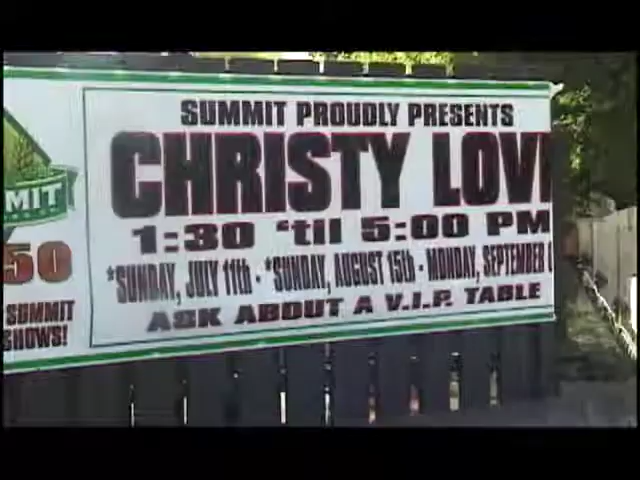 SUMMIT PROUDLY PRESENTS
CHRISTY LOV
1:30 'til 5:00 PM
*SUNDAY, JULY 11th - *SUNDAY, AUGUST 15th - MONDAY, SEPTEMBER
ASK ABOUT A V.I.P. TABLE
MIT
50
SUMMIT
SHOWS!